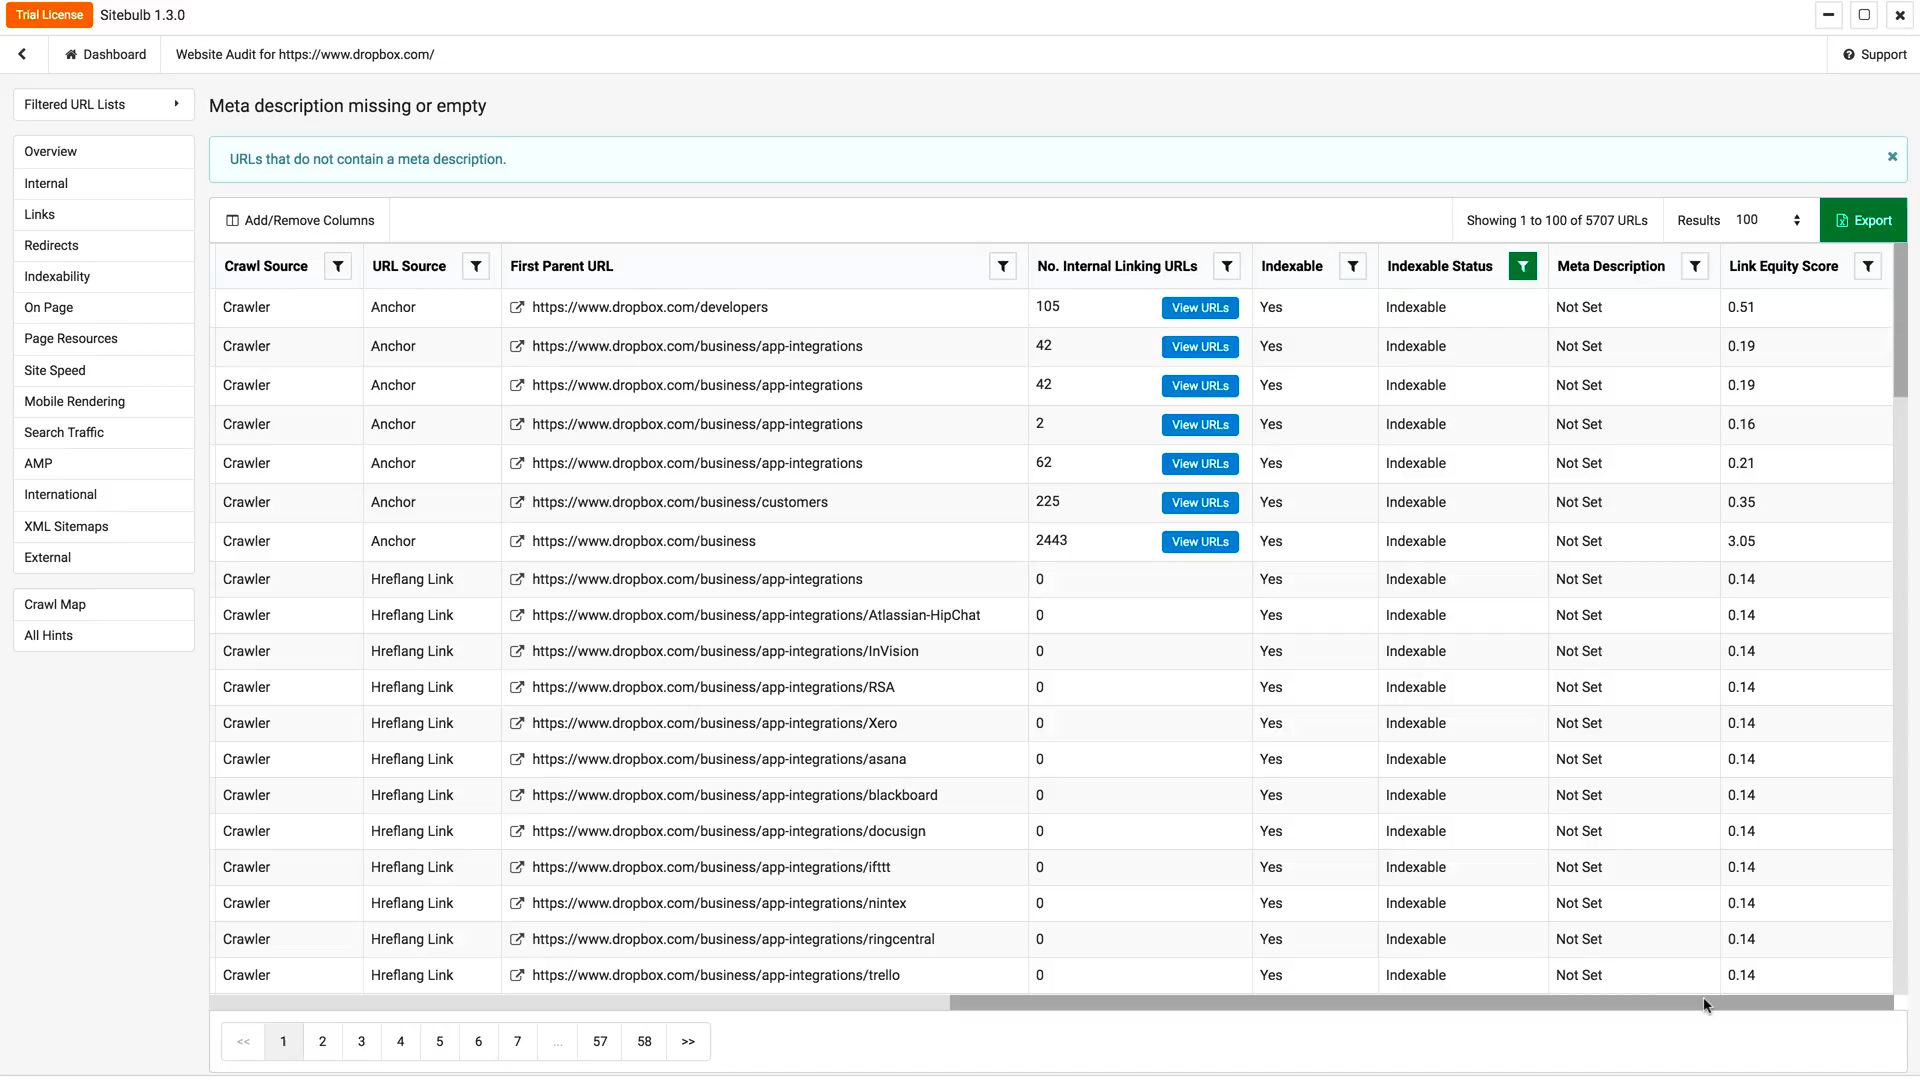 Trial License Sitebulb 1.3.0
Dashboard Website Audit for https://www.dropbox.com/ Support
Filtered URL Lists
Overview
Internal
Links
Redirects
Indexability
On Page
Page Resources
Site Speed
Mobile Rendering
Search Traffic
AMP
International
XML Sitemaps
External
Crawl Map
All Hints
Meta description missing or empty
URLs that do not contain a meta description.
Add/Remove Columns Showing 1 to 100 of 5707 URLs Results 100 Export
Crawl Source URL Source First Parent URL No. Internal Linking URLs Indexable Indexable Status Meta Description Link Equity Score
Crawler Anchor https://www.dropbox.com/developers 105 View URLs Yes Indexable Not Set 0.51
Crawler Anchor https://www.dropbox.com/business/app-integrations 42 View URLs Yes Indexable Not Set 0.19
Crawler Anchor https://www.dropbox.com/business/app-integrations 42 View URLs Yes Indexable Not Set 0.19
Crawler Anchor https://www.dropbox.com/business/app-integrations 2 View URLs Yes Indexable Not Set 0.16
Crawler Anchor https://www.dropbox.com/business/app-integrations 62 View URLs Yes Indexable Not Set 0.21
Crawler Anchor https://www.dropbox.com/business/customers 225 View URLs Yes Indexable Not Set 0.35
Crawler Anchor https://www.dropbox.com/business 2443 View URLs Yes Indexable Not Set 3.05
Crawler Hreflang Link https://www.dropbox.com/business/app-integrations 0 Yes Indexable Not Set 0.14
Crawler Hreflang Link https://www.dropbox.com/business/app-integrations/Atlassian-HipChat 0 Yes Indexable Not Set 0.14
Crawler Hreflang Link https://www.dropbox.com/business/app-integrations/InVision 0 Yes Indexable Not Set 0.14
Crawler Hreflang Link https://www.dropbox.com/business/app-integrations/RSA 0 Yes Indexable Not Set 0.14
Crawler Hreflang Link https://www.dropbox.com/business/app-integrations/Xero 0 Yes Indexable Not Set 0.14
Crawler Hreflang Link https://www.dropbox.com/business/app-integrations/asana 0 Yes Indexable Not Set 0.14
Crawler Hreflang Link https://www.dropbox.com/business/app-integrations/blackboard 0 Yes Indexable Not Set 0.14
Crawler Hreflang Link https://www.dropbox.com/business/app-integrations/docusign 0 Yes Indexable Not Set 0.14
Crawler Hreflang Link https://www.dropbox.com/business/app-integrations/ifttt 0 Yes Indexable Not Set 0.14
Crawler Hreflang Link https://www.dropbox.com/business/app-integrations/nintex 0 Yes Indexable Not Set 0.14
Crawler Hreflang Link https://www.dropbox.com/business/app-integrations/ringcentral 0 Yes Indexable Not Set 0.14
Crawler Hreflang Link https://www.dropbox.com/business/app-integrations/trello 0 Yes Indexable Not Set 0.14
<< 1 2 3 4 5 6 7 ... 57 58 >>